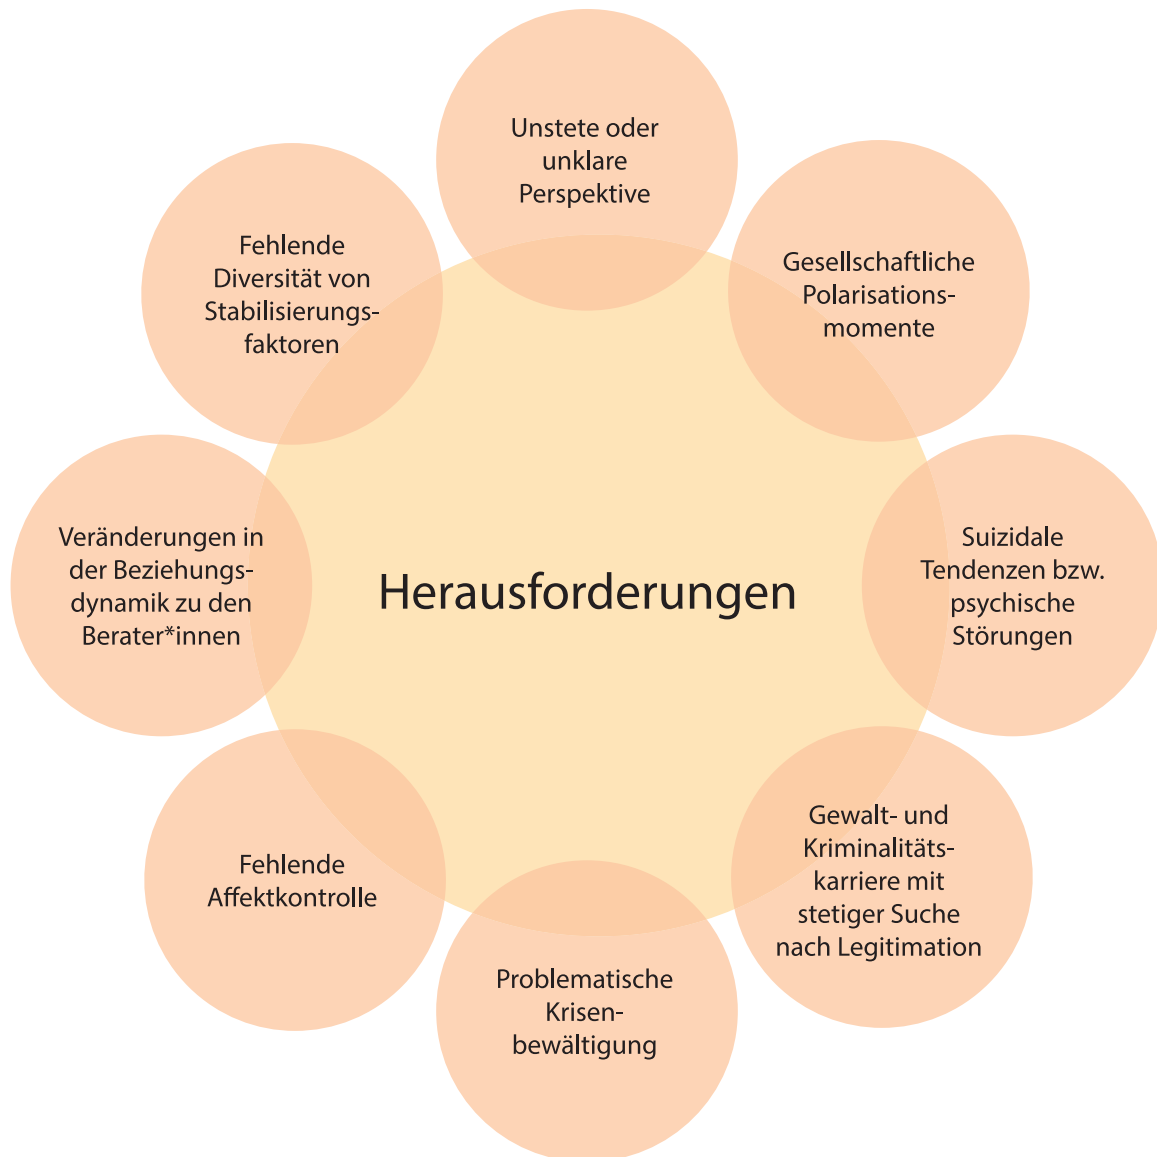 Unstete oder
unklare
Perspektive
Gesellschaftliche
Polarisations-
momente
Suizidale
Tendenzen bzw.
psychische
Störungen
Gewalt- und
Kriminalitäts-
karriere mit
stetiger Suche
nach Legitimation
Problematische
Krisen-
bewältigung
Fehlende
Affektkontrolle
Veränderungen in
der Beziehungs-
dynamik zu den
Berater*innen
Fehlende
Diversität von
Stabilisierungs-
faktoren
Herausforderungen